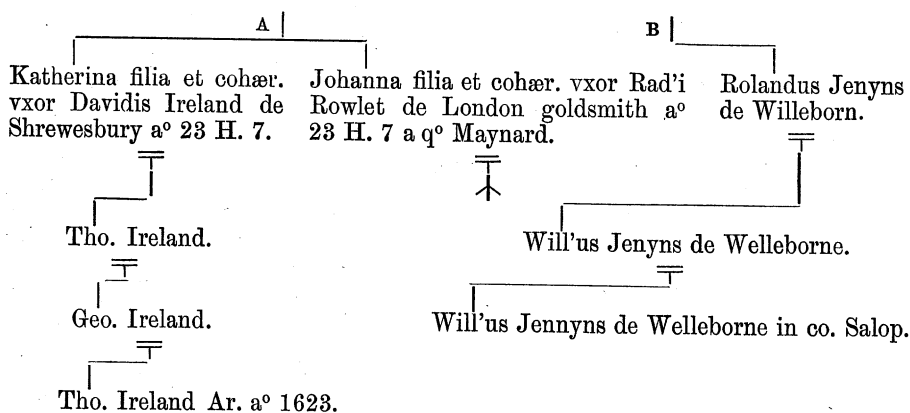 A
B
Katherina filia et cohær.
vxor Davidis Ireland de
Shrewesbury aº 23 H. 7.
Johanna filia et cohær. vxor Rad'i
Rowlet de London goldsmith aº
23 H. 7 a qº Maynard.
Rolandus Jenyns
de Willeborn.
Tho. Ireland.
Will'us Jenyns de Welleborne.
Geo. Ireland.
Will'us Jennyns de Welleborne in co. Salop.
Tho. Ireland Ar. aº 1623.